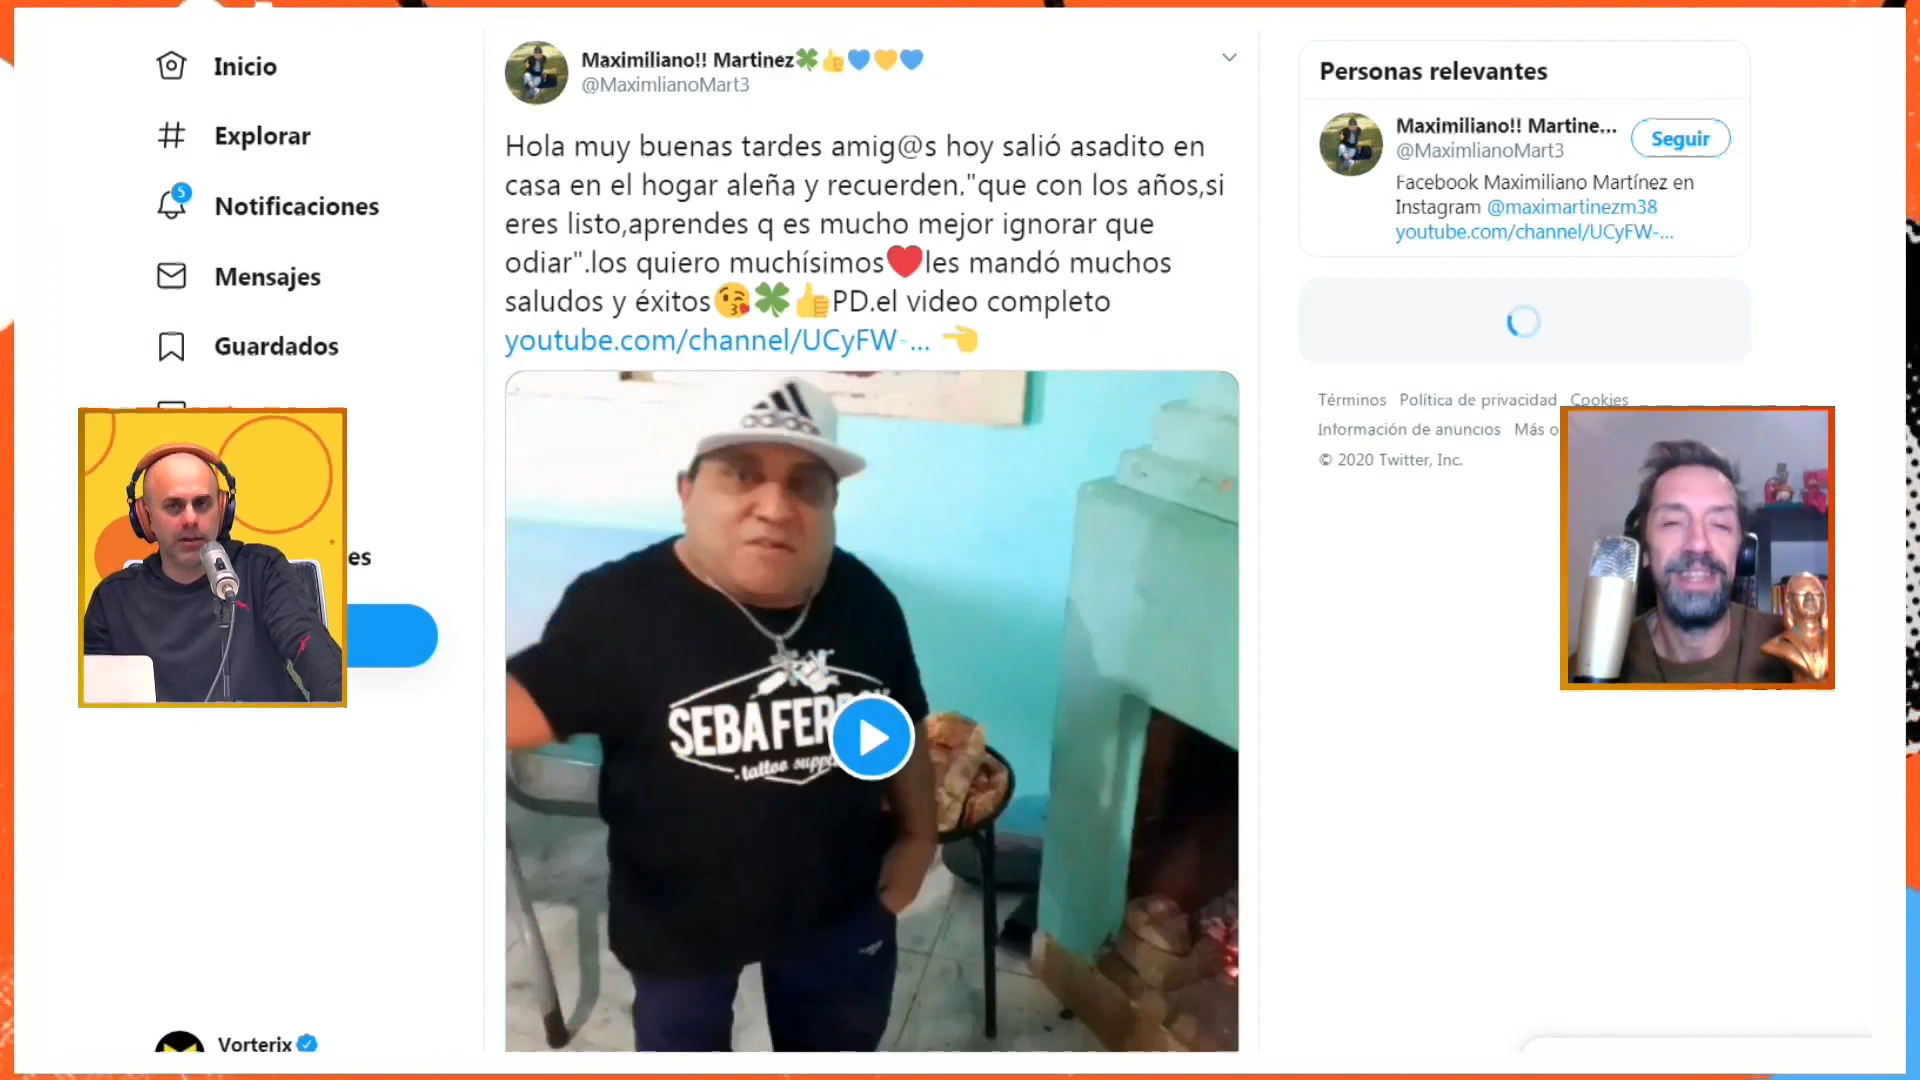 Inicio
Explorar
5
Notificaciones
Mensajes
Guardados
es
Vorterix
Maximiliano!! Martinez🍀👍💙💛💙
@MaximlianoMart3
Hola muy buenas tardes amig@s hoy salió asadito en
casa en el hogar aleña y recuerden."que con los años,si
eres listo,aprendes q es mucho mejor ignorar que
odiar".los quiero muchísimos❤️les mandó muchos
saludos y éxitos😘🍀👍PD.el video completo
youtube.com/channel/UCyFW-... 👈
SEBA
tattoo
Personas relevantes
Maximiliano!! Martine...
@MaximlianoMart3
Seguir
Facebook Maximiliano Martínez en
Instagram @maximartinezm38
youtube.com/channel/UCyFW-...
Términos Política de privacidad Cookies
Información de anuncios Más
© 2020 Twitter, Inc.